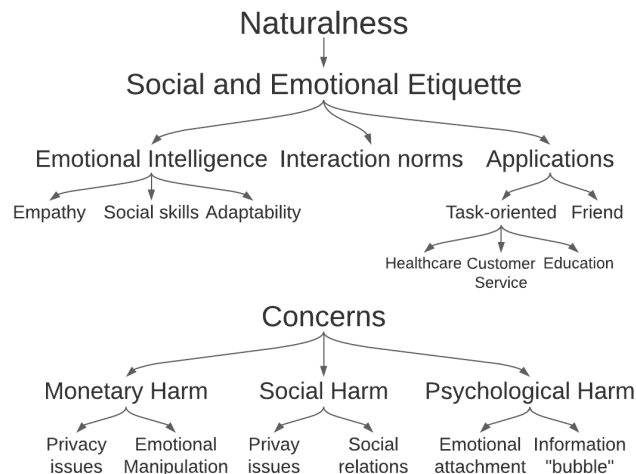 Naturalness
Social and Emotional Etiquette
Emotional Intelligence Interaction norms Applications
Empathy Social skills Adaptability Task-oriented Friend
Healthcare Customer Education
Service
Concerns
Monetary Harm Social Harm Psychological Harm
Privacy Emotional Privay Social Emotional Information
issues Manipulation issues relations attachment "bubble"